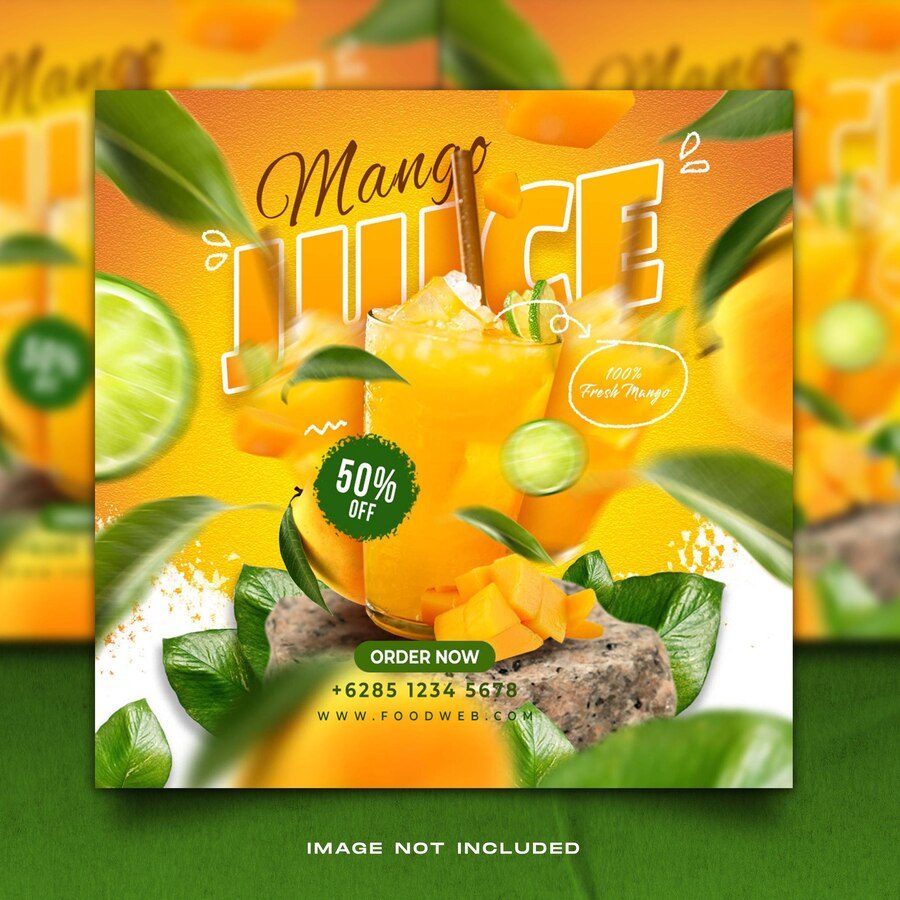 Mango
JUICE
100%
Fresh Mango
50%
OFF
ORDER NOW
+6285 1234 5678
WWW.FOODWEB.COM
IMAGE NOT INCLUDED